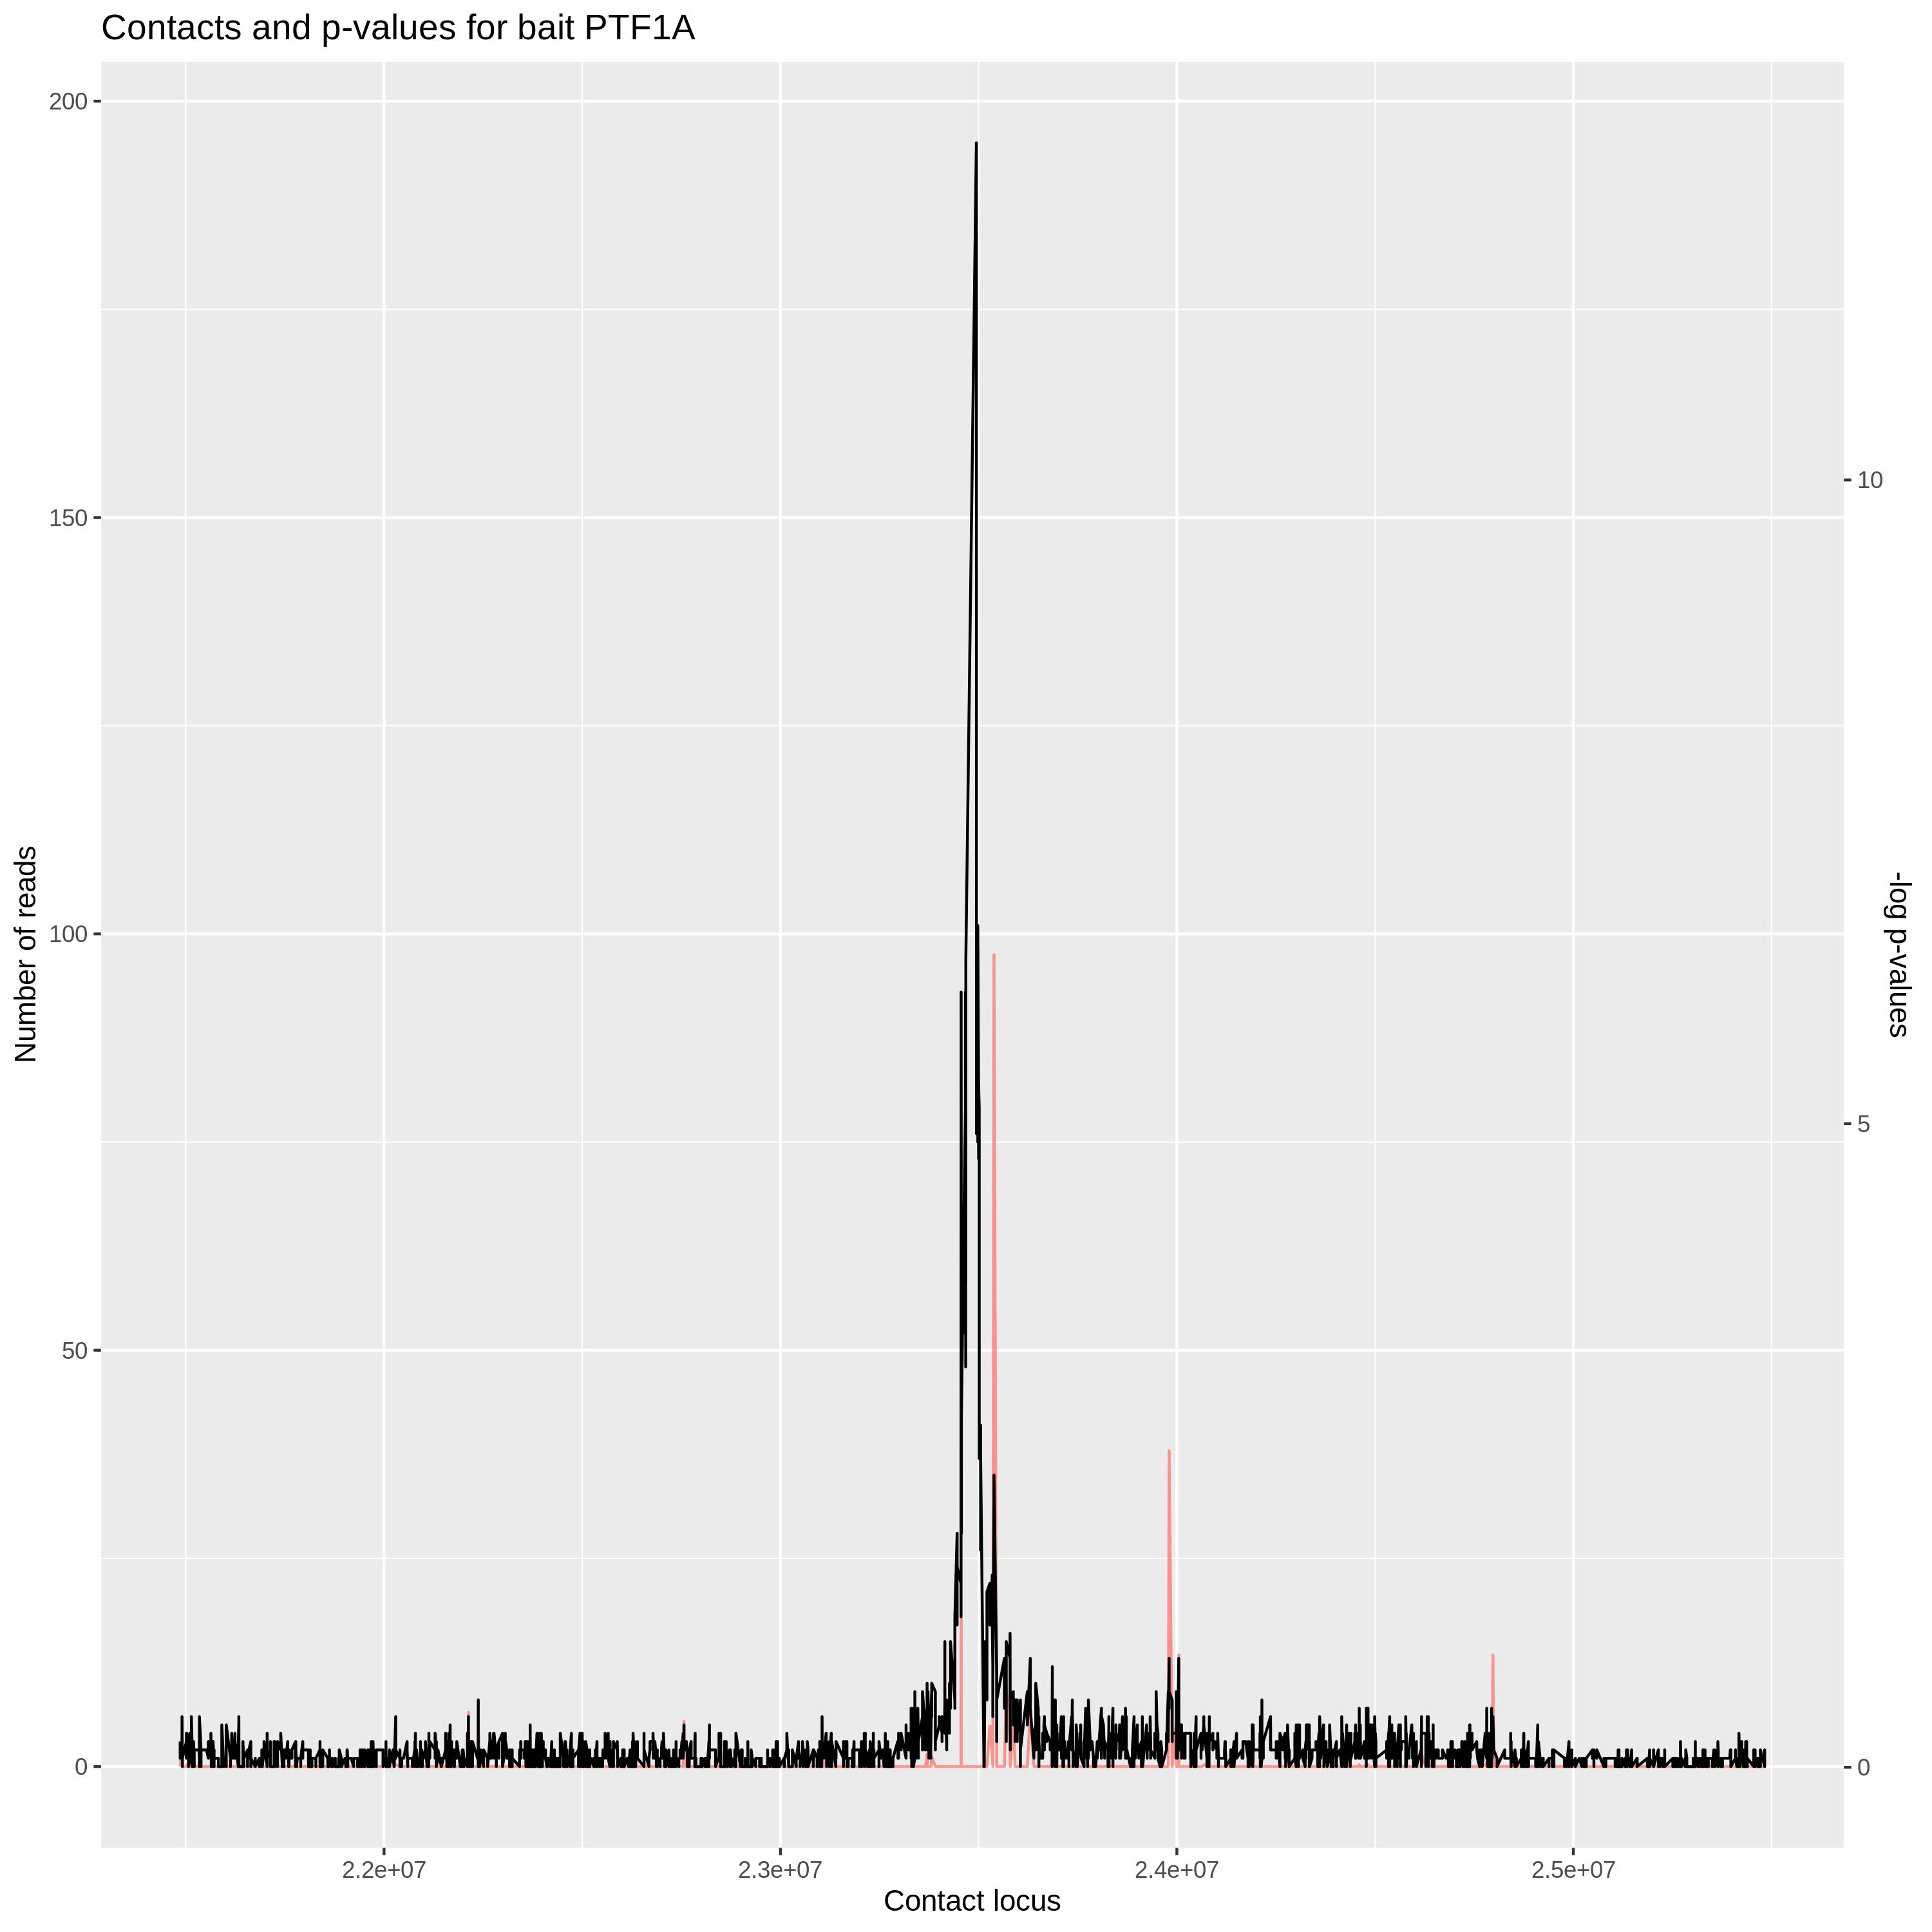 Contacts and p-values for bait PTF1A
200
150
100
50
0
Number of reads
10
5
0
-log p-values
2.2e+07
2.3e+07
2.4e+07
2.5e+07
Contact locus